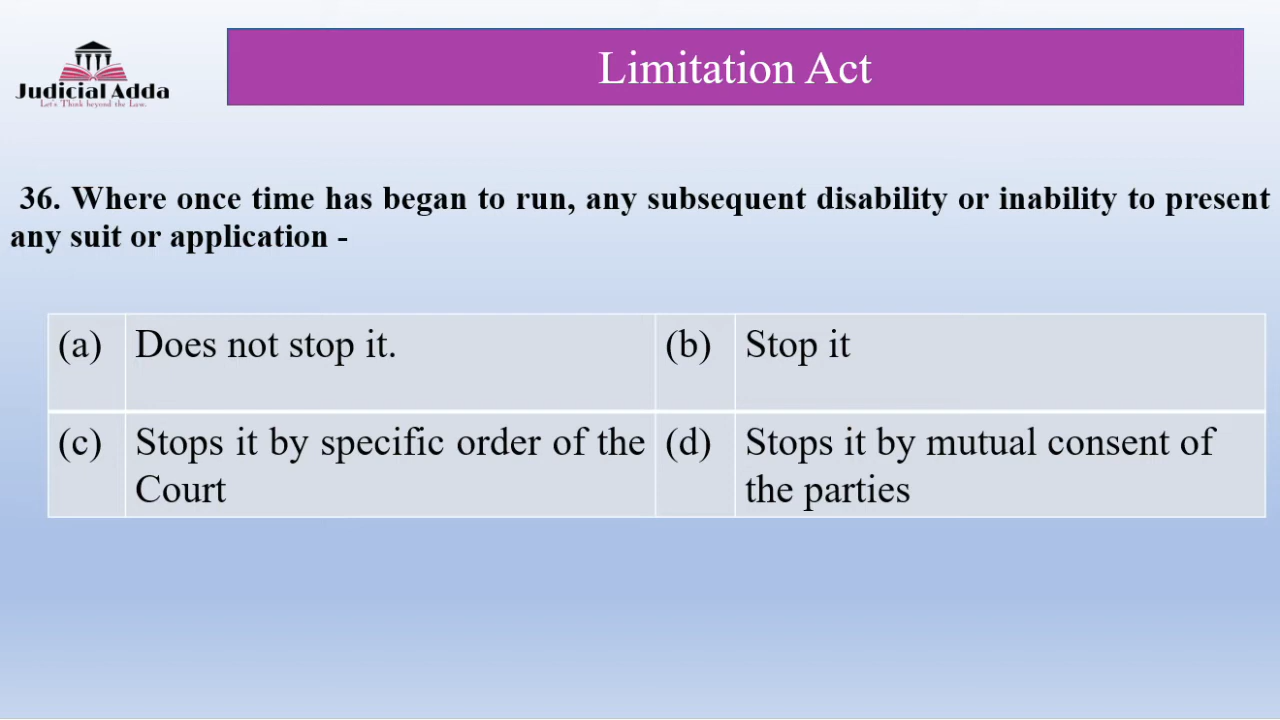 Limitation Act
Judicial Adda
Let's Think beyond the Law.
36. Where once time has began to run, any subsequent disability or inability to present
any suit or application -
(a) Does not stop it. (b) Stop it
(c) Stops it by specific order of the (d) Stops it by mutual consent of
Court the parties